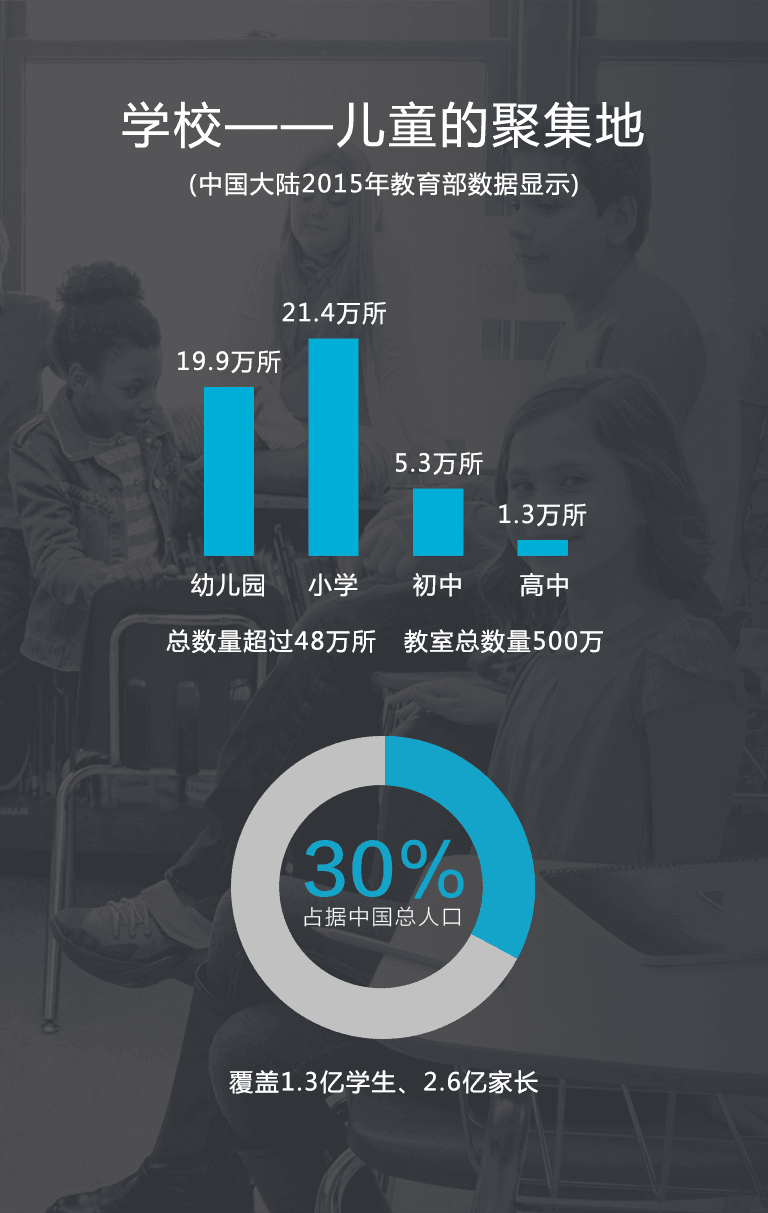 学校——儿童的聚集地
(中国大陆2015年教育部数据显示)
21.4万所
19.9万所
5.3万所
1.3万所
幼儿园 小学 初中 高中
总数量超过48万所 教室总数量500万
30%
占据中国总人口
覆盖1.3亿学生、2.6亿家长